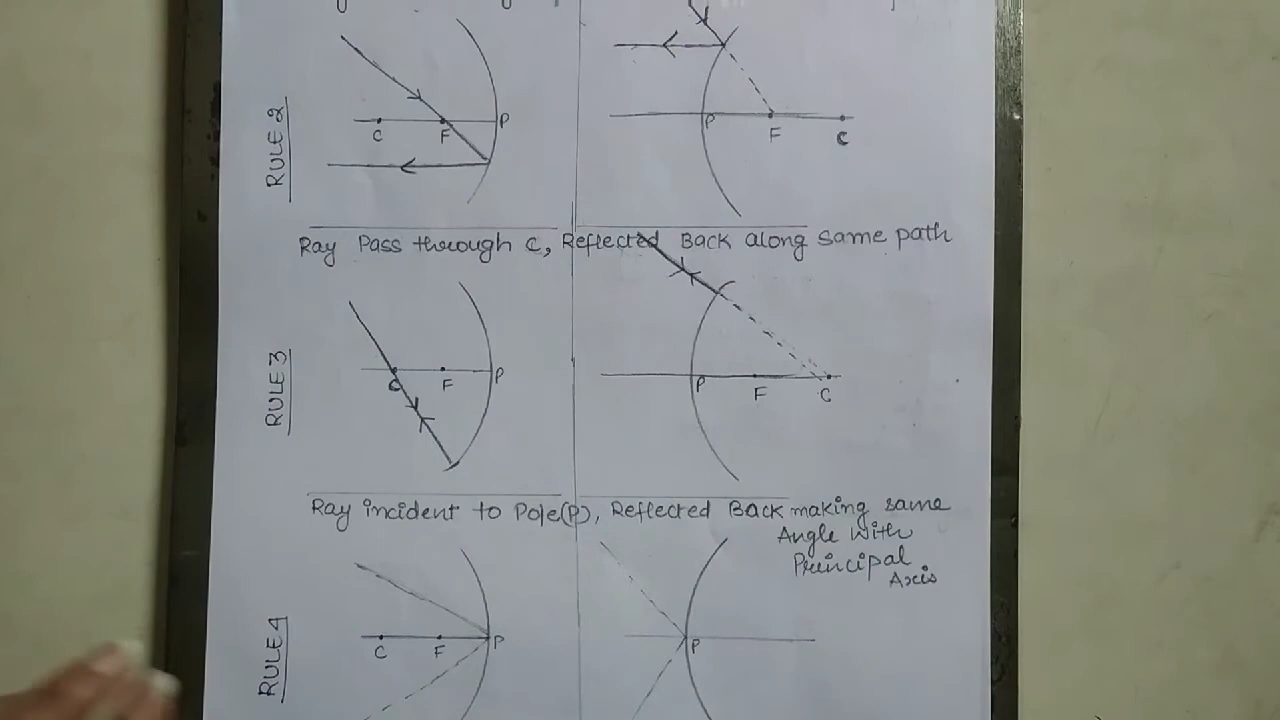 RULE 2
C F P
P F C
Ray Pass through C, Reflected Back along same path
RULE 3
C F P
P F C
Ray incident to Pole(P), Reflected Back making same
Angle with
Principal
Axis
RULE 4
C F P
P